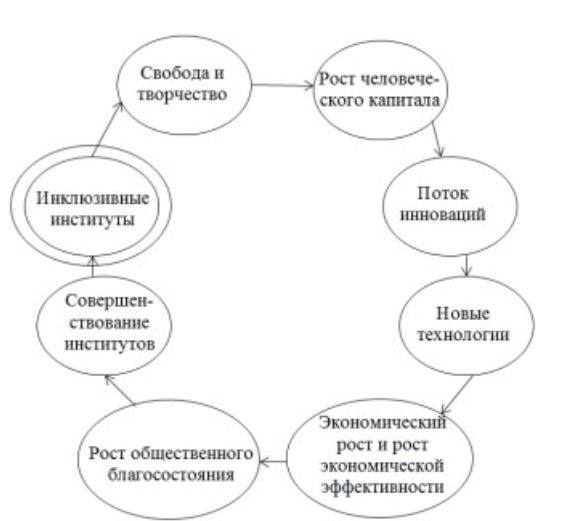 Свобода и
творчество
Рост человече-
ского капитала
Поток
инноваций
Новые
технологии
Экономический
рост и рост
экономической
эффективности
Рост общественного
благосостояния
Совершен-
ствование
институтов
Инклюзивные
институты